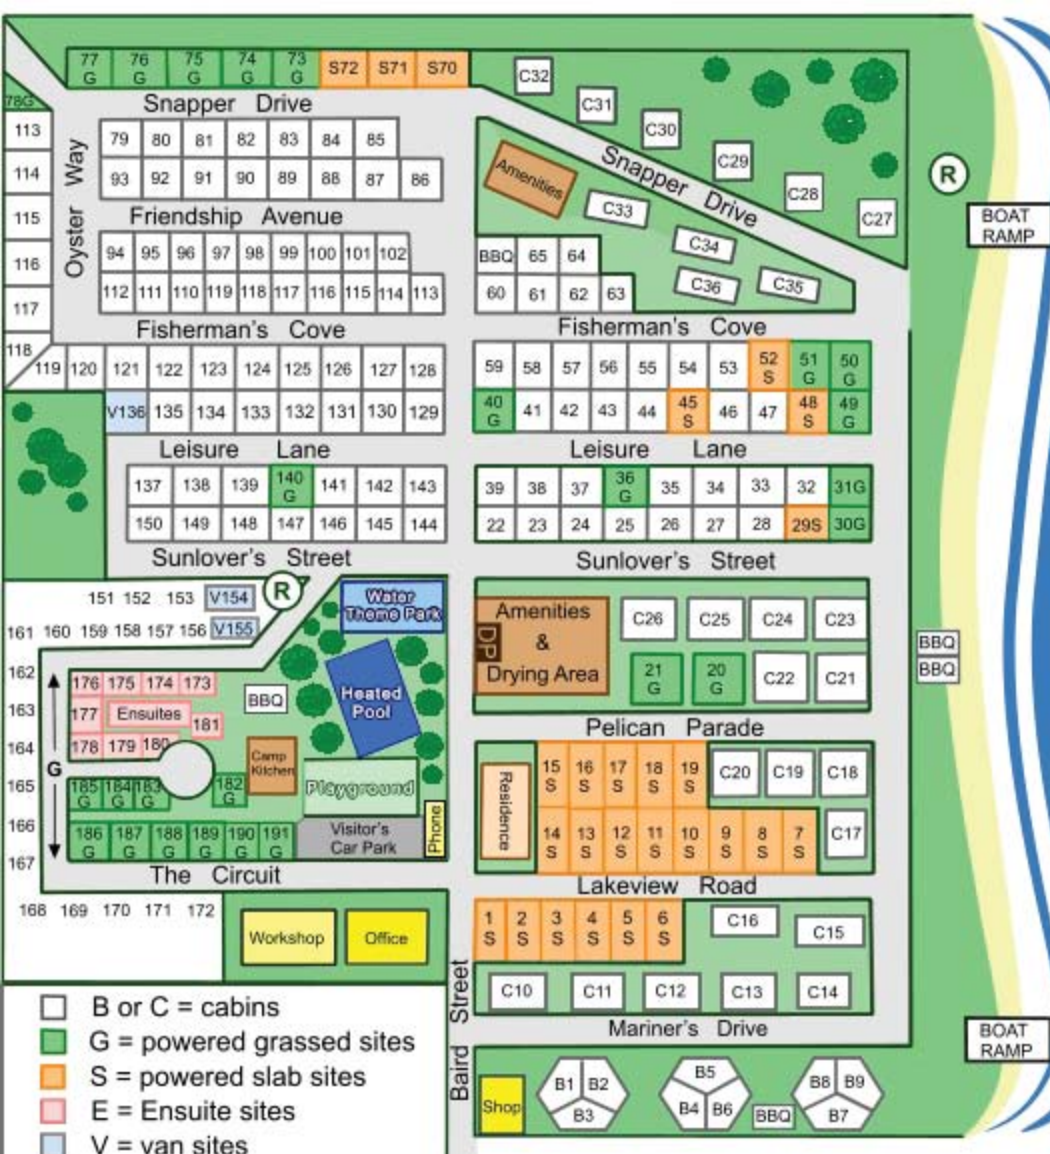 77 G 76 G 75 G 74 G 73 G S72 S71 S70
C32
C31
C30
C29
C28
C27
78G
Snapper Drive
Snapper Drive
R
BOAT RAMP
113
114
115
116
117
118
Oyster Way
79 80 81 82 83 84 85
93 92 91 90 89 88 87 86
Amenities
C33
C34
C36 C35
Friendship Avenue
94 95 96 97 98 99 100 101 102
112 111 110 119 118 117 116 115 114 113
BBQ 65 64
60 61 62 63
Fisherman's Cove
Fisherman's Cove
119 120 121 122 123 124 125 126 127 128
V136 135 134 133 132 131 130 129
59 58 57 56 55 54 53 52 S 51 G 50 G
40 G 41 42 43 44 45 S 46 47 48 S 49 G
Leisure Lane
Leisure Lane
137 138 139 140 G 141 142 143
150 149 148 147 146 145 144
39 38 37 36 G 35 34 33 32 31G
22 23 24 25 26 27 28 29S 30G
Sunlover's Street
Sunlover's Street
151 152 153 V154
R
161 160 159 158 157 156 V155
162
163
164
G
165
166
167
Water
Theme Park
Heated
Pool
176 175 174 173
177 Ensuites 181
178 179 180
BBQ
Camp
Kitchen
Playground
185 G 184 G 183 G 182 G
186 G 187 G 188 G 189 G 190 G 191 G
Visitor's
Car Park
Phone
Amenities
&
Drying Area
DP
C26 C25 C24 C23
21 G 20 G C22 C21
BBQ
BBQ
Pelican Parade
Residence
15 S 16 S 17 S 18 S 19 S C20 C19 C18
14 S 13 S 12 S 11 S 10 S 9 S 8 S 7 S C17
The Circuit
Lakeview Road
168 169 170 171 172
Workshop
Office
1 S 2 S 3 S 4 S 5 S 6 S C16 C15
C10 C11 C12 C13 C14
Baird Street
Mariner's Drive
BOAT RAMP
Shop
B1 B2
B3
B5
B4 B6
BBQ
B8 B9
B7
B or C = cabins
G = powered grassed sites
S = powered slab sites
E = Ensuite sites
V = van sites